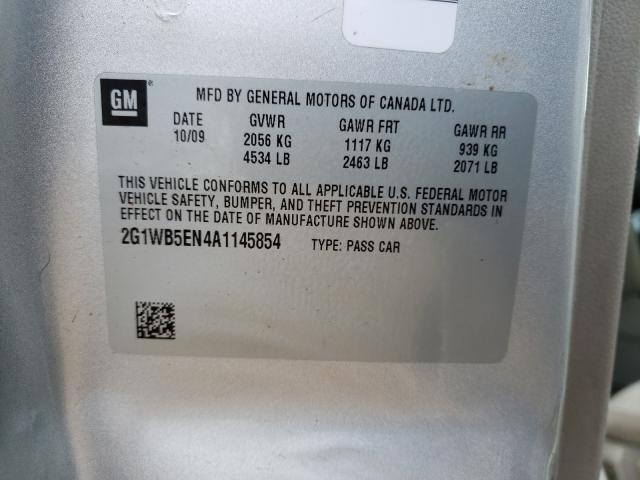 GM
MFD BY GENERAL MOTORS OF CANADA LTD.
DATE GVWR GAWR FRT GAWR RR
10/09 2056 KG 1117 KG 939 KG
4534 LB 2463 LB 2071 LB
THIS VEHICLE CONFORMS TO ALL APPLICABLE U.S. FEDERAL MOTOR
VEHICLE SAFETY, BUMPER, AND THEFT PREVENTION STANDARDS IN
EFFECT ON THE DATE OF MANUFACTURE SHOWN ABOVE.
2G1WB5EN4A1145854 TYPE: PASS CAR